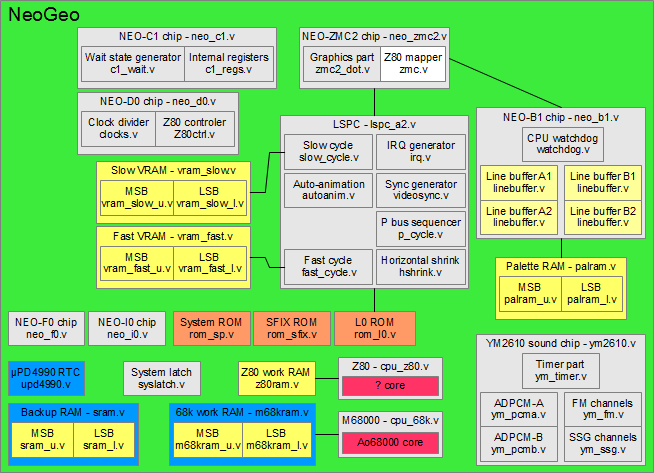 NeoGeo
NEO-C1 chip - neo_c1.v
Wait state generator
c1_wait.v
Internal registers
c1_regs.v
NEO-ZMC2 chip - neo_zmc2.v
Graphics part
zmc2_dot.v
Z80 mapper
zmc.v
NEO-D0 chip - neo_d0.v
Clock divider
clocks.v
Z80 controler
Z80ctrl.v
LSPC - lspc_a2.v
Slow cycle
slow_cycle.v
IRQ generator
irq.v
Auto-animation
autoanim.v
Sync generator
videosync.v
P bus sequencer
p_cycle.v
Fast cycle
fast_cycle.v
Horizontal shrink
hshrink.v
NEO-B1 chip - neo_b1.v
CPU watchdog
watchdog.v
Line buffer A1
linebuffer.v
Line buffer B1
linebuffer.v
Line buffer A2
linebuffer.v
Line buffer B2
linebuffer.v
Slow VRAM - vram_slow.v
MSB
vram_slow_u.v
LSB
vram_slow_l.v
Fast VRAM - vram_fast.v
MSB
vram_fast_u.v
LSB
vram_fast_l.v
Palette RAM - palram.v
MSB
palram_u.v
LSB
palram_l.v
NEO-F0 chip
neo_f0.v
NEO-I0 chip
neo_i0.v
System ROM
rom_sp.v
SFIX ROM
rom_sfix.v
L0 ROM
rom_l0.v
YM2610 sound chip - ym2610.v
Timer part
ym_timer.v
ADPCM-A
ym_pcma.v
FM channels
ym_fm.v
ADPCM-B
ym_pcmb.v
SSG channels
ym_ssg.v
µPD4990 RTC
upd4990.v
System latch
syslatch.v
Z80 work RAM
z80ram.v
Z80 - cpu_z80.v
? core
Backup RAM - sram.v
MSB
sram_u.v
LSB
sram_l.v
68k work RAM - m68kram.v
MSB
m68kram_u.v
LSB
m68kram_l.v
M68000 - cpu_68k.v
Ao68000 core